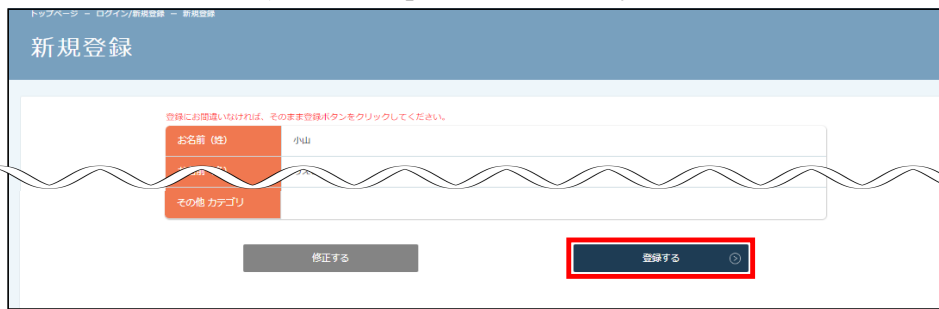 トップページ － ログイン/新規登録 － 新規登録
新規登録
登録にお間違いなければ、そのまま登録ボタンをクリックしてください。
お名前（姓） 小山
その他 カテゴリ
修正する
登録する